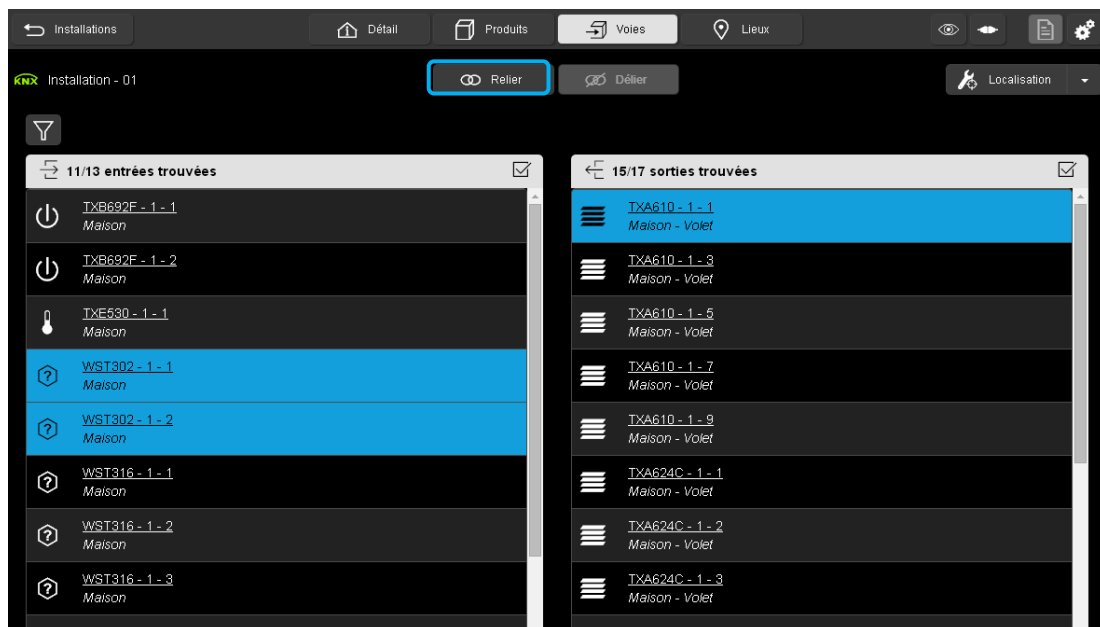 Installations
Détail
Produits
Voies
Lieux
KNX Installation - 01
Relier
Délier
Localisation
11/13 entrées trouvées
TXB692F - 1 - 1
Maison
TXB692F - 1 - 2
Maison
TXE530 - 1 - 1
Maison
WST302 - 1 - 1
Maison
WST302 - 1 - 2
Maison
WST316 - 1 - 1
Maison
WST316 - 1 - 2
Maison
WST316 - 1 - 3
Maison
15/17 sorties trouvées
TXA610 - 1 - 1
Maison - Volet
TXA610 - 1 - 3
Maison - Volet
TXA610 - 1 - 5
Maison - Volet
TXA610 - 1 - 7
Maison - Volet
TXA610 - 1 - 9
Maison - Volet
TXA624C - 1 - 1
Maison - Volet
TXA624C - 1 - 2
Maison - Volet
TXA624C - 1 - 3
Maison - Volet